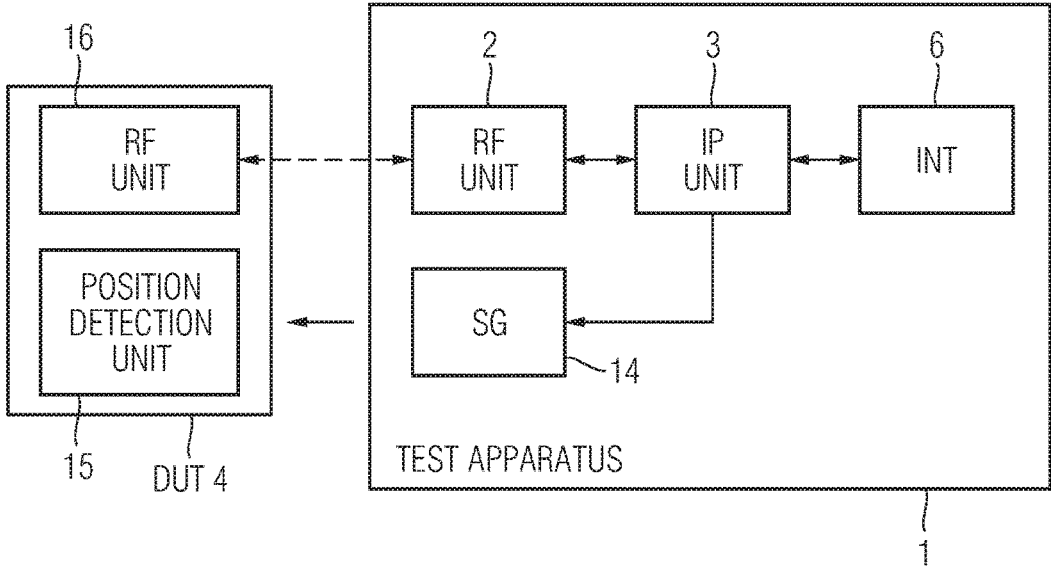 16
2
3
6
RF
UNIT
RF
UNIT
IP
UNIT
INT
POSITION
DETECTION
UNIT
SG
14
15
DUT 4
TEST APPARATUS
1